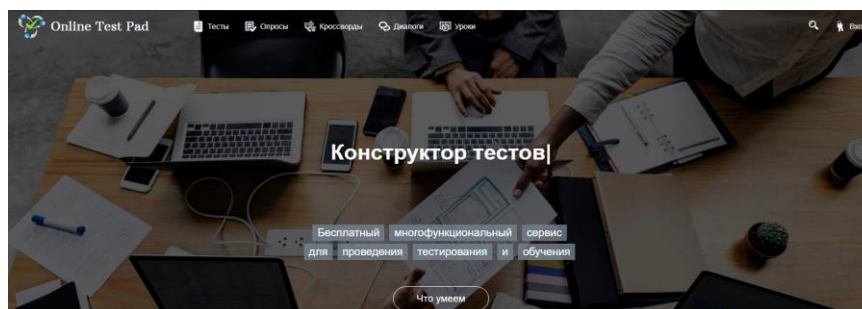 Online Test Pad Тесты Опросы Кроссворды Диалоги Уроки Вхо
Конструктор тестов|
Бесплатный многофункциональный сервис
для проведения тестирования и обучения
Что умеем